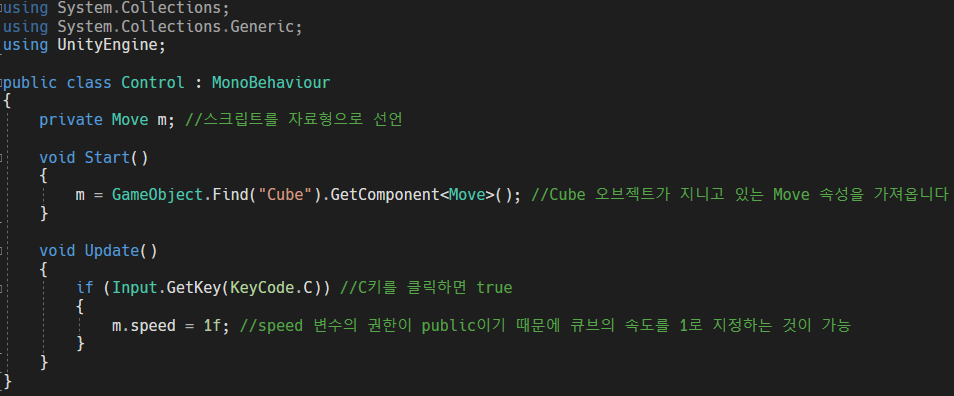 using System.Collections;
using System.Collections.Generic;
using UnityEngine;
public class Control : MonoBehaviour
{
private Move m; //스크립트를 자료형으로 선언
void Start()
{
m = GameObject.Find("Cube").GetComponent<Move>(); //Cube 오브젝트가 지니고 있는 Move 속성을 가져옵니다
}
void Update()
{
if (Input.GetKey(KeyCode.C)) //C키를 클릭하면 true
{
m.speed = 1f; //speed 변수의 권한이 public이기 때문에 큐브의 속도를 1로 지정하는 것이 가능
}
}
}